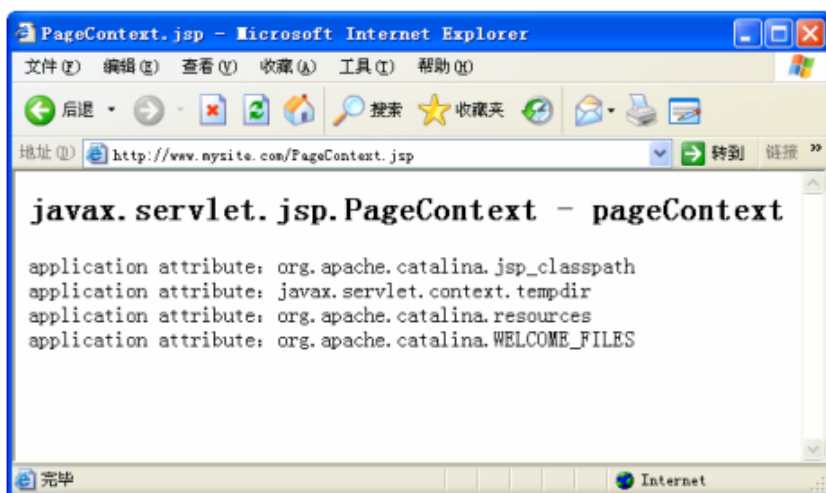 PageContext.jsp - Microsoft Internet Explorer
文件(F) 编辑(E) 查看(V) 收藏(A) 工具(T) 帮助(H)
后退 搜索 收藏夹
地址(D) http://www.mysite.com/PageContext.jsp 转到 链接 »
javax.servlet.jsp.PageContext - pageContext
application attribute: org.apache.catalina.jsp_classpath
application attribute: javax.servlet.context.tempdir
application attribute: org.apache.catalina.resources
application attribute: org.apache.catalina.WELCOME_FILES
完毕 Internet